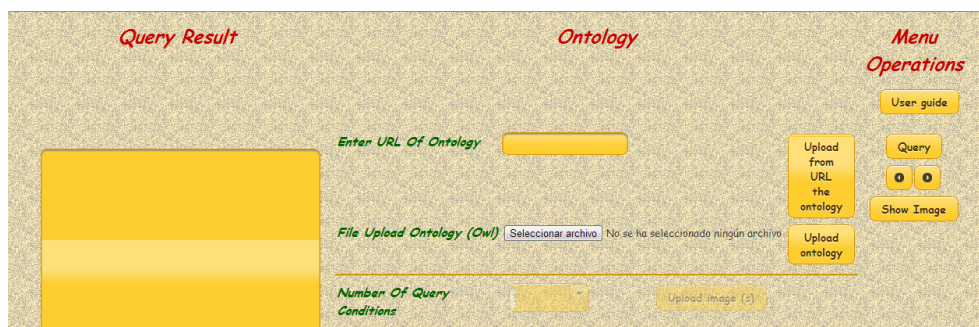 Query Result
Ontology
Menu
Operations
User guide
Enter URL Of Ontology
Upload
from
URL
the
ontology
Query
Show Image
File Upload Ontology (Owl)
Seleccionar archivo
No se ha seleccionado ningún archivo
Upload
ontology
Number Of Query
Conditions
Upload image (s)